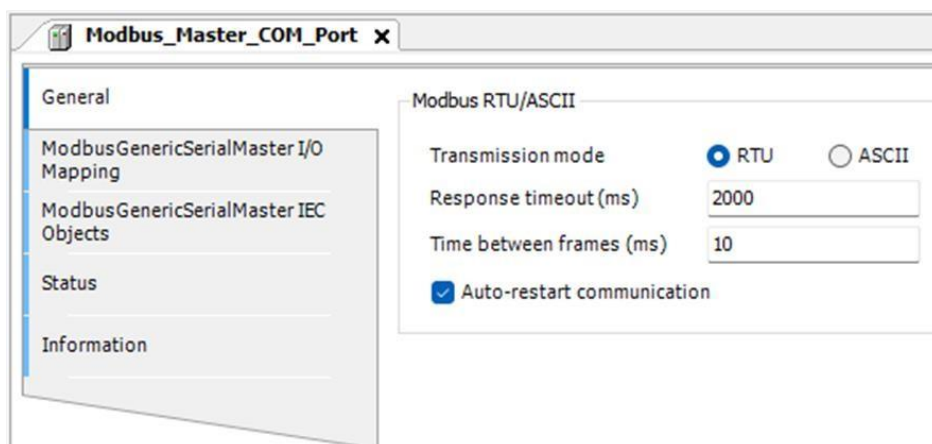 Modbus_Master_COM_Port
General
ModbusGenericSerialMaster I/O
Mapping
ModbusGenericSerialMaster IEC
Objects
Status
Information
Modbus RTU/ASCII
Transmission mode RTU ASCII
Response timeout (ms) 2000
Time between frames (ms) 10
Auto-restart communication